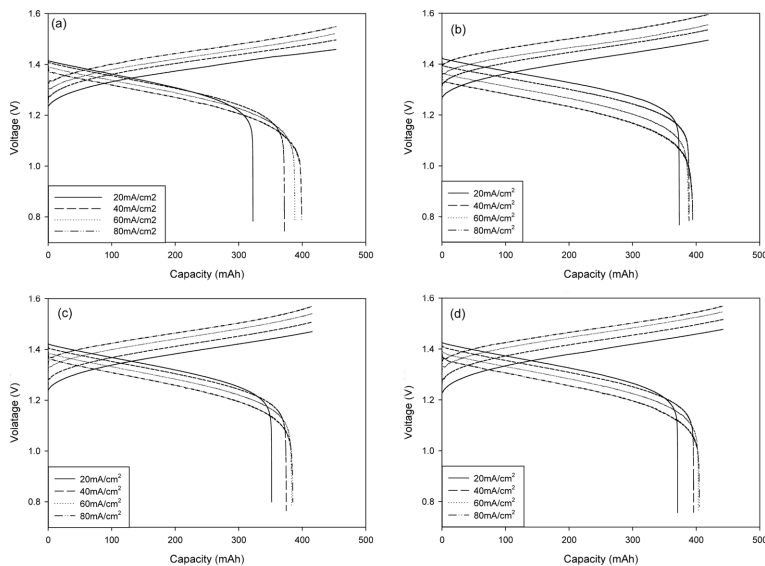 (a)
1.6
1.4
1.2
1.0
0.8
Voltage (V)
20mA/cm2
40mA/cm2
60mA/cm2
80mA/cm2
0 100 200 300 400 500
Capacity (mAh)
(b)
1.6
1.4
1.2
1.0
0.8
Voltage (V)
20mA/cm²
40mA/cm²
60mA/cm²
80mA/cm²
0 100 200 300 400 500
Capacity (mAh)
(c)
1.6
1.4
1.2
1.0
0.8
Volatage (V)
20mA/cm²
40mA/cm²
60mA/cm²
80mA/cm²
0 100 200 300 400 500
Capacity (mAh)
(d)
1.6
1.4
1.2
1.0
0.8
Voltage (V)
20mA/cm²
40mA/cm²
60mA/cm²
80mA/cm²
0 100 200 300 400 500
Capacity (mAh)